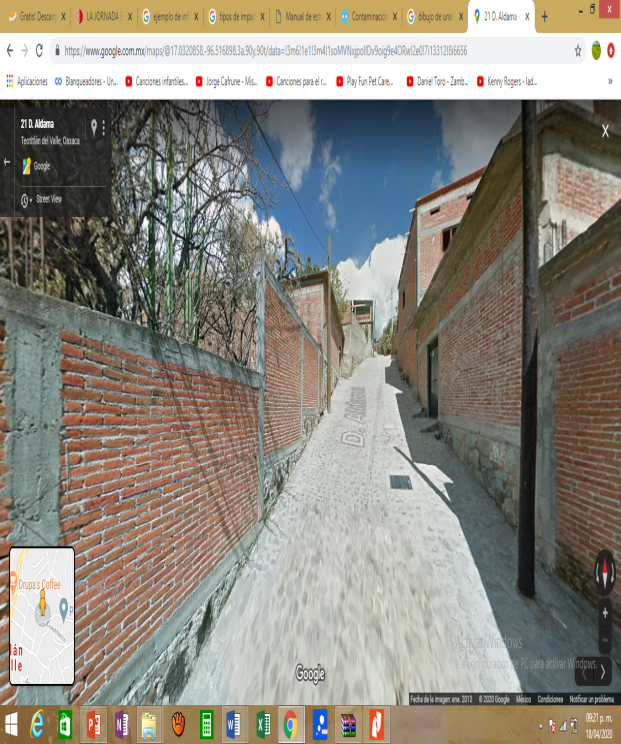 Gratis! Descarg
LA JORNADA E
ejemplo de inf
tipos de impac
Manual de est
Contaminació
dibujo de una
21 D. Aldama -
https://www.google.com.mx/maps/@17.0320858,-96.516898,3a,90y,90t/data=!3m6!1e1!3m4!1soMVNvjpolIDv9oig9e4ORw!2e0!7i13312!8i6656
Aplicaciones
Blanqueadores - Un...
Canciones infantiles...
Jorge Cafrune - Mis...
Canciones para el r...
Play Fun Pet Care...
Daniel Toro - Zamb...
Kenny Rogers - lad...
21 D. Aldama
Teotitlán del Valle, Oaxaca
Google
Street View
D. Aldama
Drupa's Coffee
P
án
lle
Google
Windows
de PC para activar Windows.
Fecha de la imagen: ene. 2013 © 2020 Google México Condiciones Notificar un problema
09:21 p. m.
18/04/2020